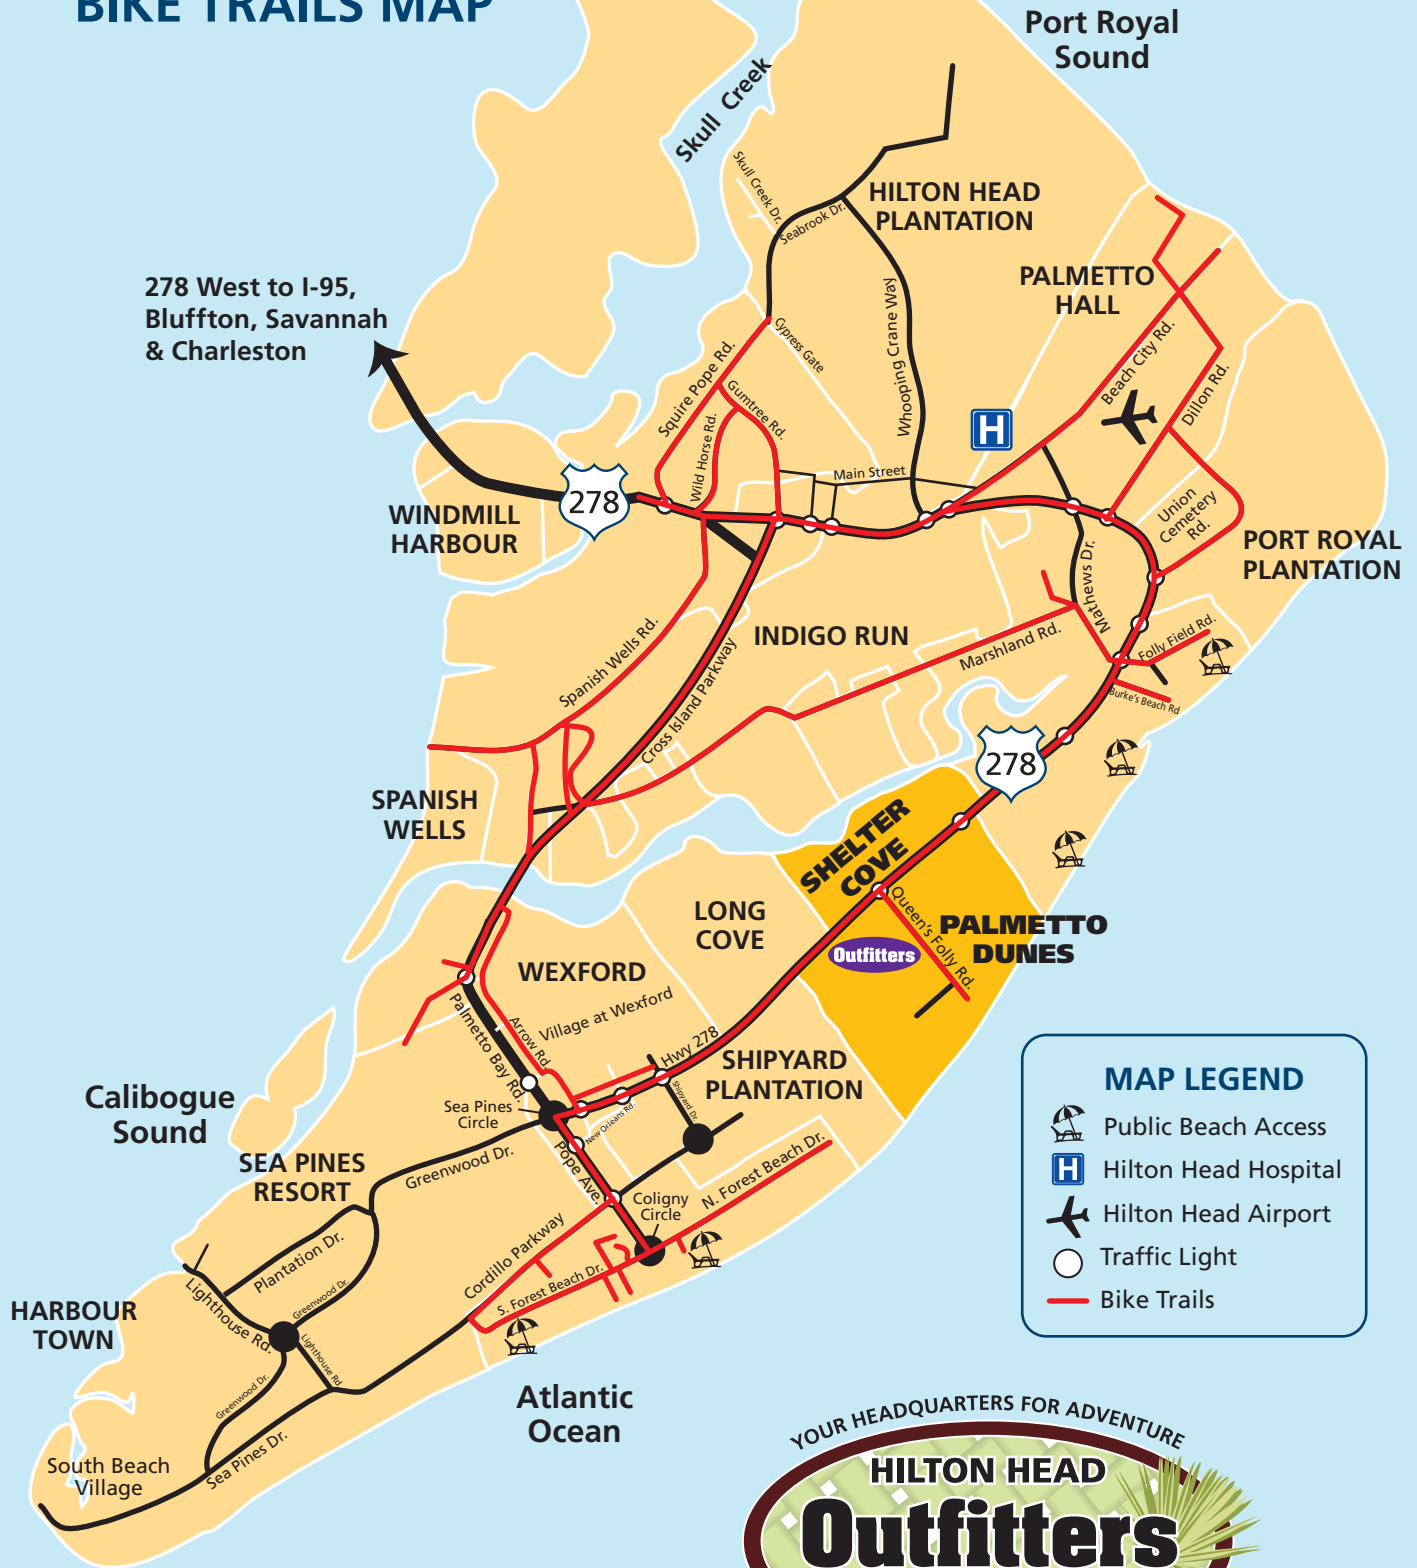 BIKE TRAILS MAP
Port Royal
Sound
Skull Creek
Skull Creek Dr.
Seabrook Dr.
HILTON HEAD
PLANTATION
278 West to I-95,
Bluffton, Savannah
& Charleston
PALMETTO
HALL
Cypress Gate
Whooping Crane Way
Squire Pope Rd.
Gumtree Rd.
Wild Horse Rd.
Beach City Rd.
Dillon Rd.
H
Main Street
278
WINDMILL
HARBOUR
Union
Cemetery
Rd.
PORT ROYAL
PLANTATION
Mathews Dr.
INDIGO RUN
Marshland Rd.
Folly Field Rd.
Burke's Beach Rd
Spanish Wells Rd.
Cross Island Parkway
278
SPANISH
WELLS
SHELTER
COVE
LONG
COVE
Queen's Folly Rd.
PALMETTO
DUNES
Outfitters
WEXFORD
Village at Wexford
Palmetto Bay Rd.
Arrow Rd
Hwy 278
SHIPYARD
PLANTATION
Shipyard Dr.
Calibogue
Sound
Sea Pines
Circle
New Orleans Rd.
Pope Ave.
SEA PINES
RESORT
Greenwood Dr.
N. Forest Beach Dr.
Coligny
Circle
Cordillo Parkway
S. Forest Beach Dr.
Plantation Dr.
Greenwood Dr.
Lighthouse Rd.
Lighthouse Rd
HARBOUR
TOWN
Greenwood Dr.
Sea Pines Dr.
South Beach
Village
Atlantic
Ocean
MAP LEGEND
Public Beach Access
H Hilton Head Hospital
Hilton Head Airport
Traffic Light
Bike Trails
YOUR HEADQUARTERS FOR ADVENTURE
HILTON HEAD
Outfitters